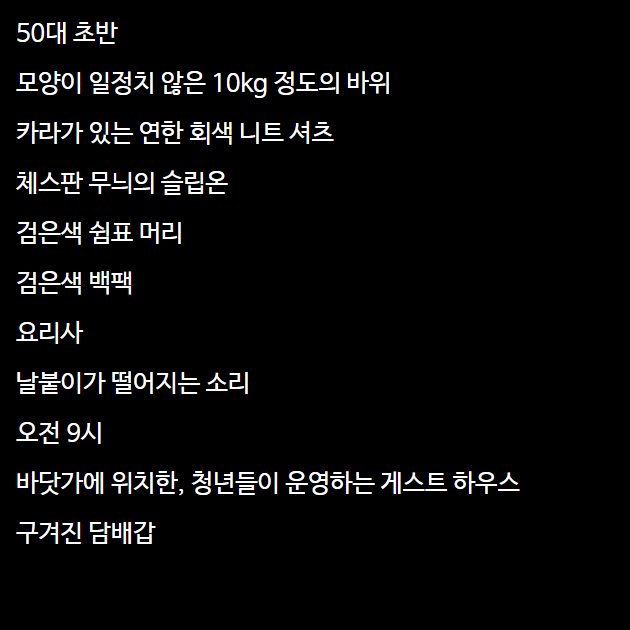 50대 초반
모양이 일정치 않은 10kg 정도의 바위
카라가 있는 연한 회색 니트 셔츠
체스판 무늬의 슬립온
검은색 쉼표 머리
검은색 백팩
요리사
날붙이가 떨어지는 소리
오전 9시
바닷가에 위치한, 청년들이 운영하는 게스트 하우스
구겨진 담배갑